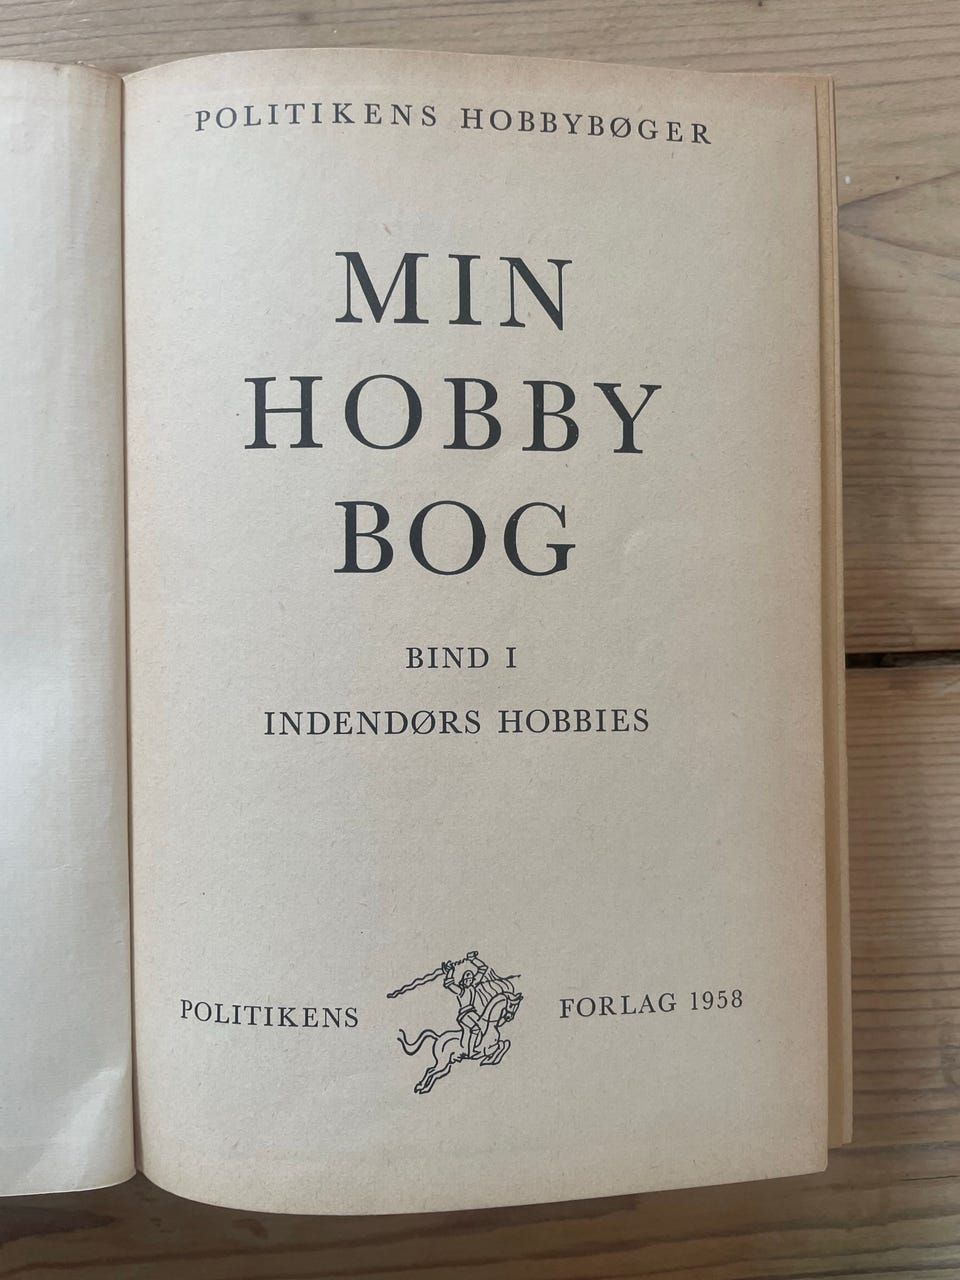 POLITIKENS HOBBYBØGER
MIN
HOBBY
BOG
BIND I
INDENDØRS HOBBIES
POLITIKENS FORLAG 1958